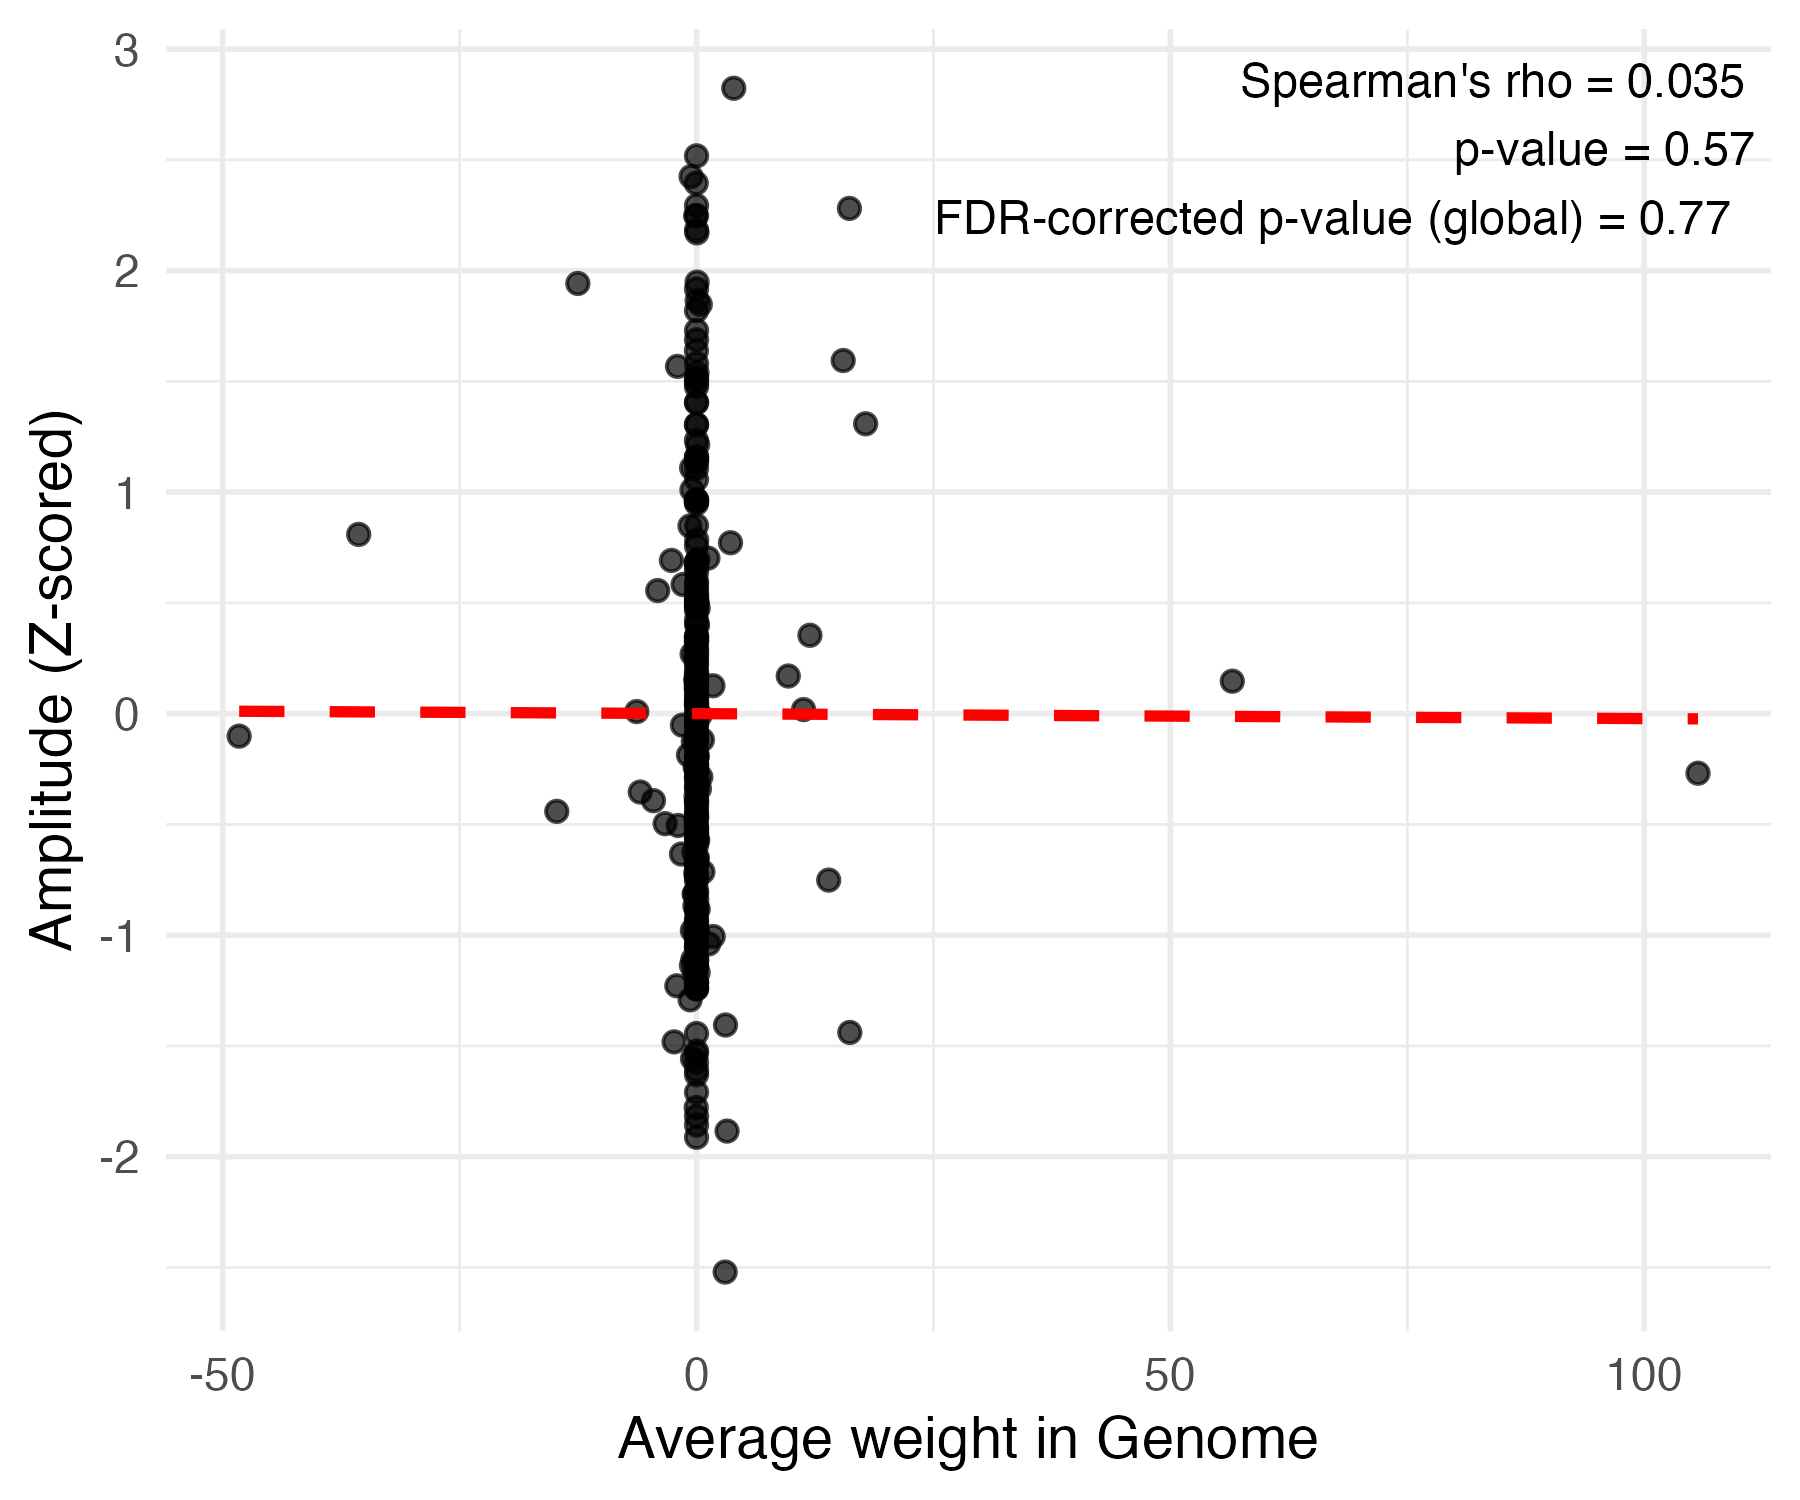 Spearman's rho = 0.035
p-value = 0.57
FDR-corrected p-value (global) = 0.77
3
2
1
0
-1
-2
Amplitude (Z-scored)
-50
0
50
100
Average weight in Genome